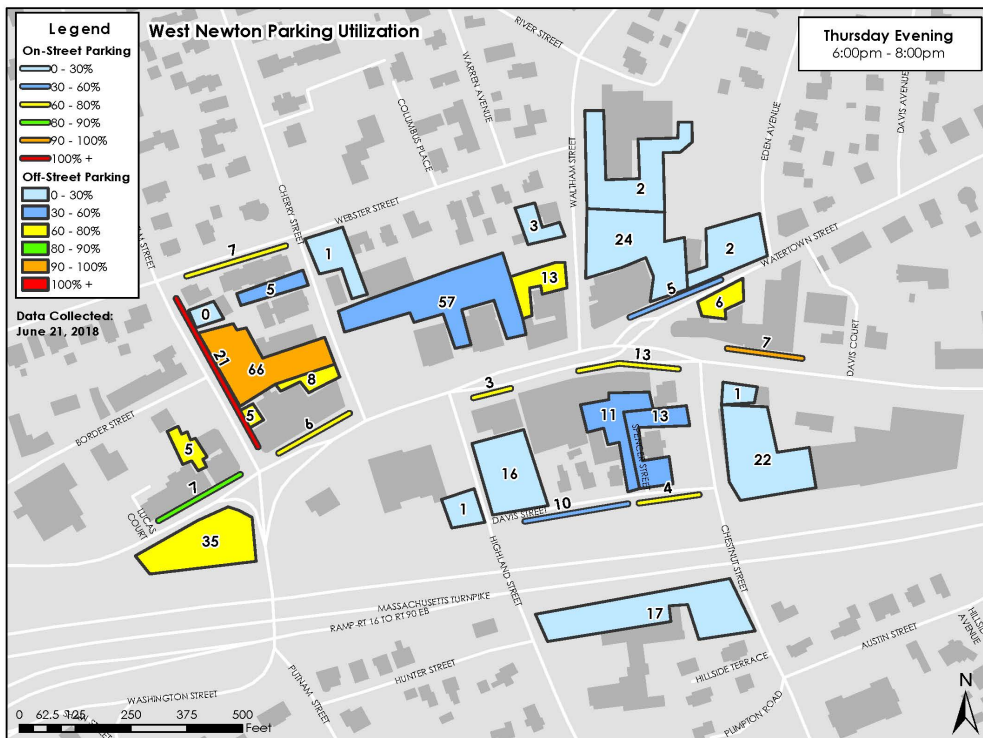 Legend
On-Street Parking
0 - 30%
30 - 60%
60 - 80%
80 - 90%
90 - 100%
100% +
Off-Street Parking
0 - 30%
30 - 60%
60 - 80%
80 - 90%
90 - 100%
100% +
Data Collected:
June 21, 2018
West Newton Parking Utilization
Thursday Evening
6:00pm - 8:00pm
RIVER STREET
WARREN AVENUE
COLUMBUS PLACE
WALTHAM STREET
EDEN AVENUE
DAVIS AVENUE
CHERRY STREET
WEBSTER STREET
WATERTOWN STREET
STREET
DAVIS COURT
BORDER STREET
LUCAS
COURT
SPENCER STREET
DAVIS STREET
HIGHLAND STREET
CHESTNUT STREET
MASSACHUSETTS TURNPIKE
RAMP-RT 16 TO RT 90 EB
HUNTER STREET
PUTNAM STREET
WASHINGTON STREET
HILLSIDE TERRACE
AUSTIN STREET
HILLSIDE
AVENUE
PLIMPTON ROAD
7
1
3
2
24
2
5
0
57
13
5
6
7
21
66
8
5
6
3
13
11
13
1
22
5
7
35
16
1
10
4
17
0 62.5 125 250 375 500
Feet
N